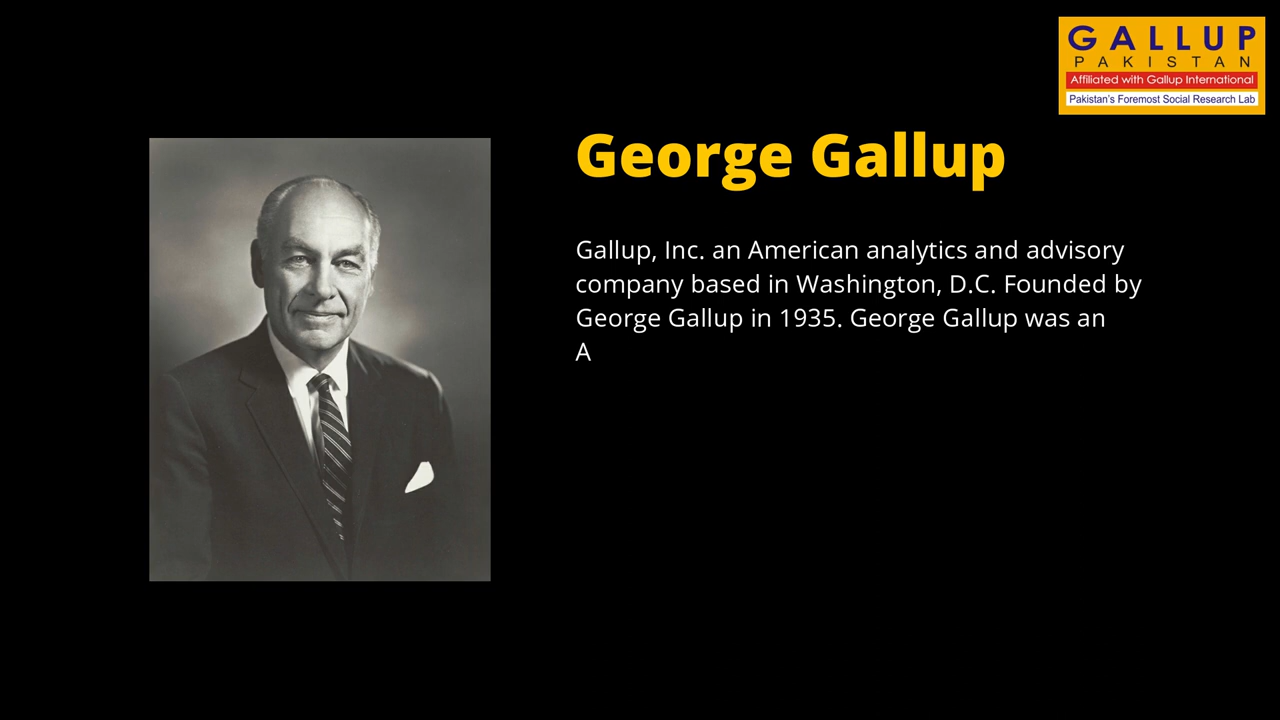 GALLUP
PAKISTAN
Affiliated with Gallup International
Pakistan's Foremost Social Research Lab
George Gallup
Gallup, Inc. an American analytics and advisory
company based in Washington, D.C. Founded by
George Gallup in 1935. George Gallup was an
A